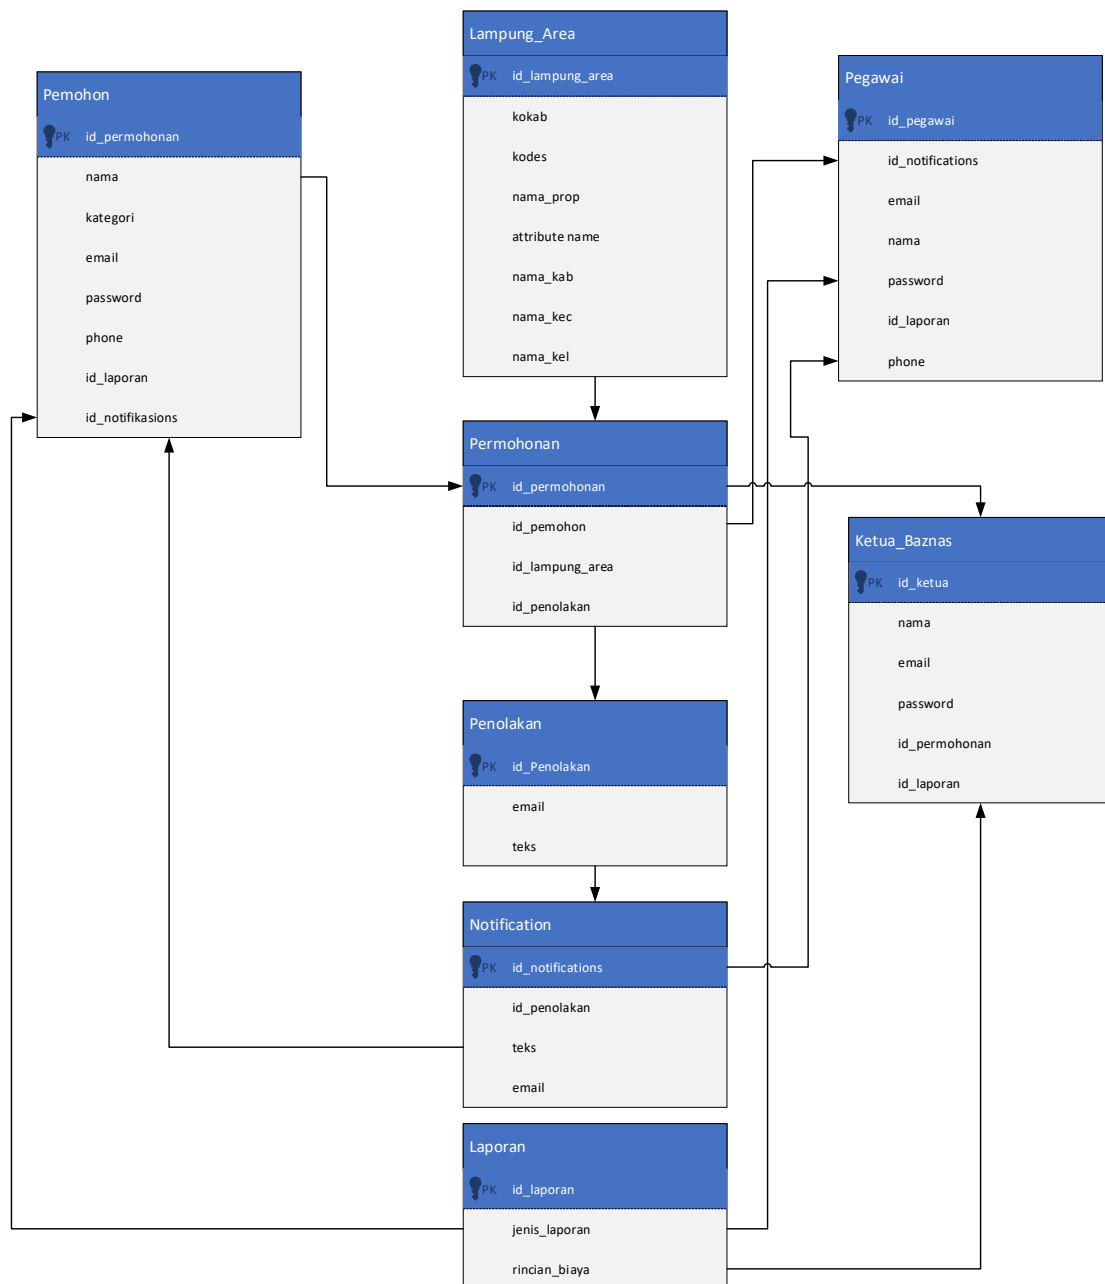 Lampung_Area
PK id_lampung_area
kokab
kodes
nama_prop
attribute name
nama_kab
nama_kec
nama_kel
Pemohon
PK id_permohonan
nama
kategori
email
password
phone
id_laporan
id_notifikasions
Pegawai
PK id_pegawai
id_notifications
email
nama
password
id_laporan
phone
Permohonan
PK id_permohonan
id_pemohon
id_lampung_area
id_penolakan
Ketua_Baznas
PK id_ketua
nama
email
password
id_permohonan
id_laporan
Penolakan
PK id_Penolakan
email
teks
Notification
PK id_notifications
id_penolakan
teks
email
Laporan
PK id_laporan
jenis_laporan
rincian_biaya